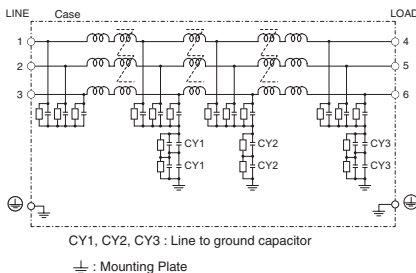 LINE Case LOAD
1 4
2 5
3 6
CY1 CY2 CY3
CY1 CY2 CY3
CY1, CY2, CY3 : Line to ground capacitor
: Mounting Plate